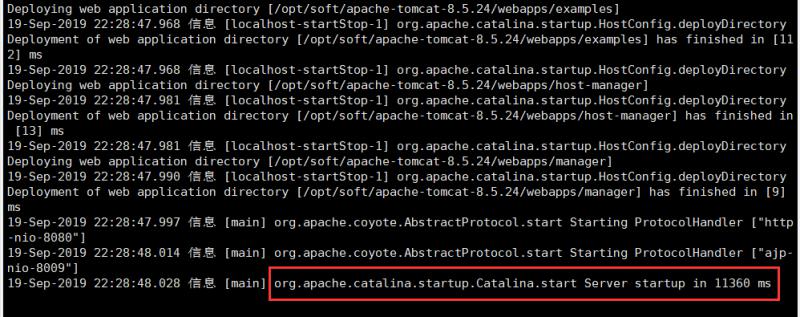 Deploying web application directory [/opt/soft/apache-tomcat-8.5.24/webapps/examples]
19-Sep-2019 22:28:47.968 信息 [localhost-startStop-1] org.apache.catalina.startup.HostConfig.deployDirectory
Deployment of web application directory [/opt/soft/apache-tomcat-8.5.24/webapps/examples] has finished in [11
2] ms
19-Sep-2019 22:28:47.968 信息 [localhost-startStop-1] org.apache.catalina.startup.HostConfig.deployDirectory
Deploying web application directory [/opt/soft/apache-tomcat-8.5.24/webapps/host-manager]
19-Sep-2019 22:28:47.981 信息 [localhost-startStop-1] org.apache.catalina.startup.HostConfig.deployDirectory
Deployment of web application directory [/opt/soft/apache-tomcat-8.5.24/webapps/host-manager] has finished in
[13] ms
19-Sep-2019 22:28:47.981 信息 [localhost-startStop-1] org.apache.catalina.startup.HostConfig.deployDirectory
Deploying web application directory [/opt/soft/apache-tomcat-8.5.24/webapps/manager]
19-Sep-2019 22:28:47.990 信息 [localhost-startStop-1] org.apache.catalina.startup.HostConfig.deployDirectory
Deployment of web application directory [/opt/soft/apache-tomcat-8.5.24/webapps/manager] has finished in [9]
ms
19-Sep-2019 22:28:47.997 信息 [main] org.apache.coyote.AbstractProtocol.start Starting ProtocolHandler ["http
-nio-8080"]
19-Sep-2019 22:28:48.014 信息 [main] org.apache.coyote.AbstractProtocol.start Starting ProtocolHandler ["ajp-
nio-8009"]
19-Sep-2019 22:28:48.028 信息 [main] org.apache.catalina.startup.Catalina.start Server startup in 11360 ms